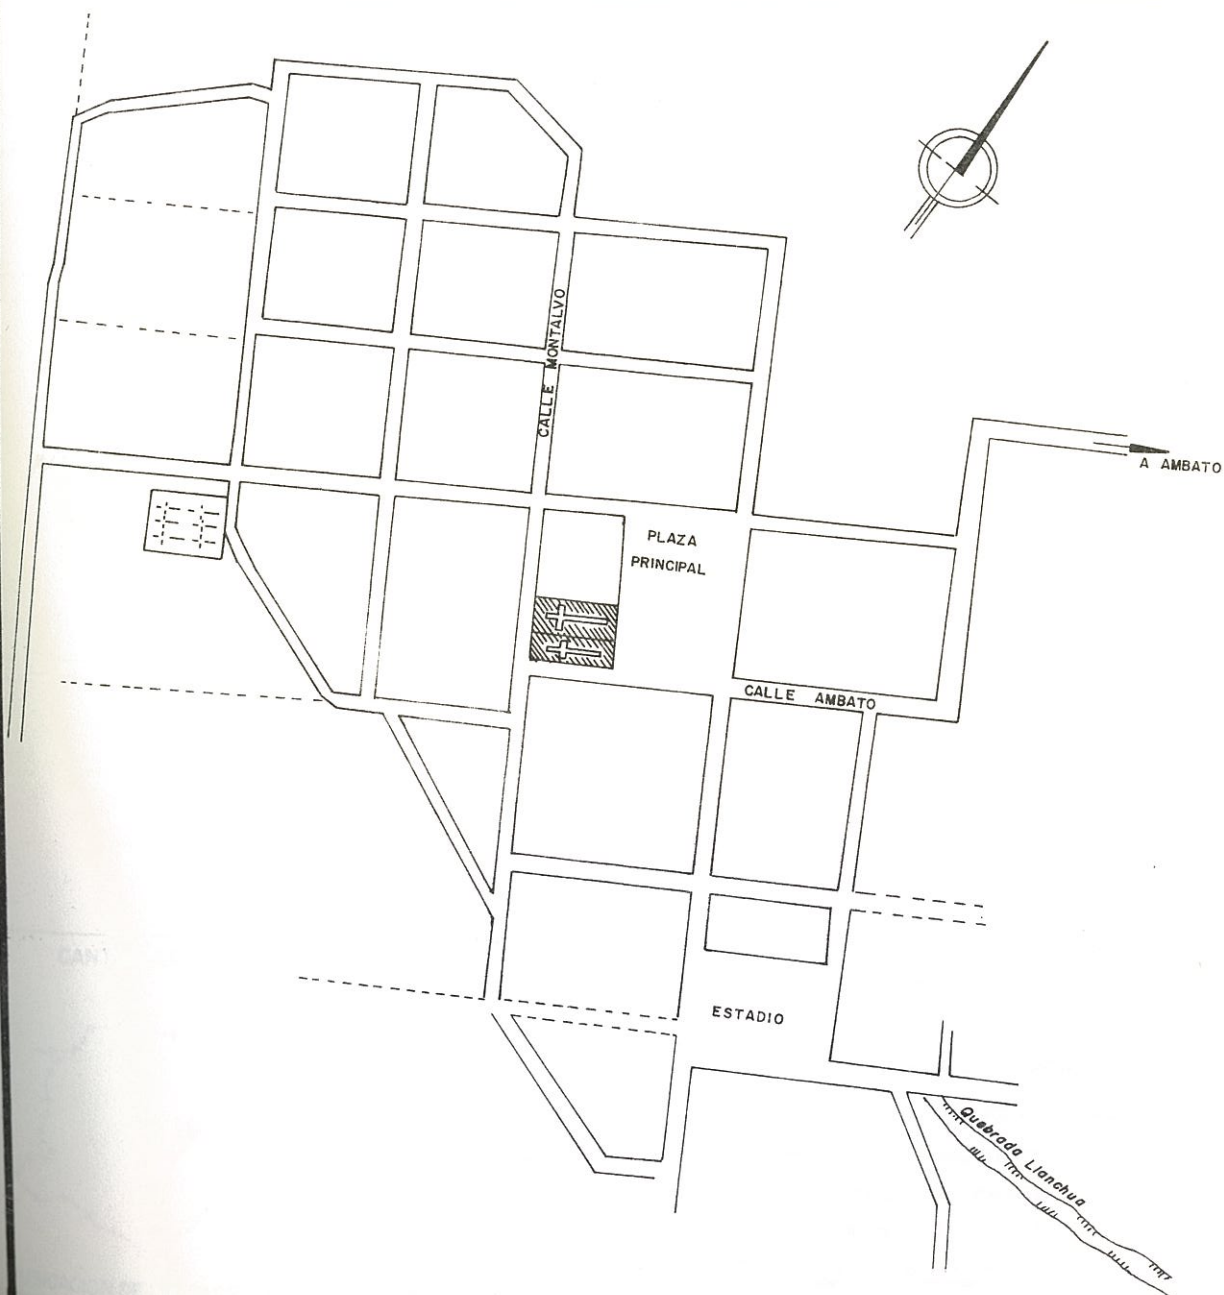 CALLE MONTALVO
A AMBATO
PLAZA
PRINCIPAL
CALLE AMBATO
ESTADIO
Quebrada Llanchua